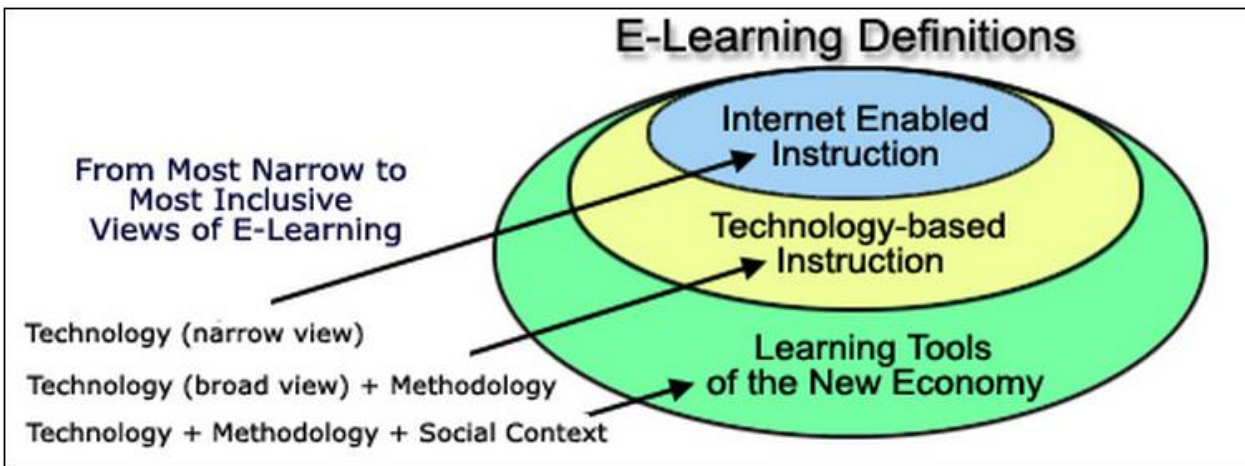 E-Learning Definitions
Internet Enabled
Instruction
From Most Narrow to
Most Inclusive
Views of E-Learning
Technology-based
Instruction
Technology (narrow view)
Learning Tools
of the New Economy
Technology (broad view) + Methodology
Technology + Methodology + Social Context